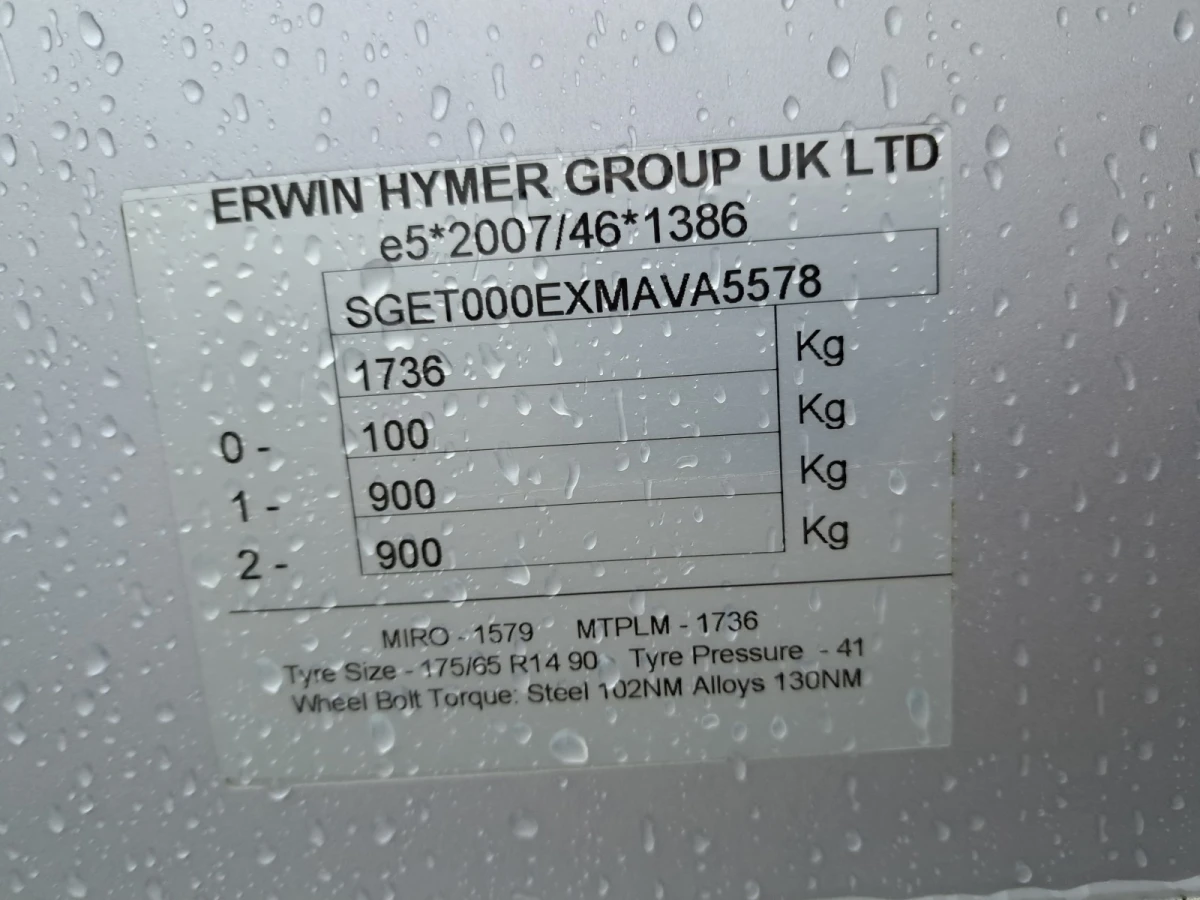 ERWIN HYMER GROUP UK LTD
e5*2007/46*1386
SGET000EXMAVA5578
1736 Kg
0 - 100 Kg
1 - 900 Kg
2 - 900 Kg
MIRO - 1579 MTPLM - 1736
Tyre Size - 175/65 R14 90 Tyre Pressure - 41
Wheel Bolt Torque: Steel 102NM Alloys 130NM